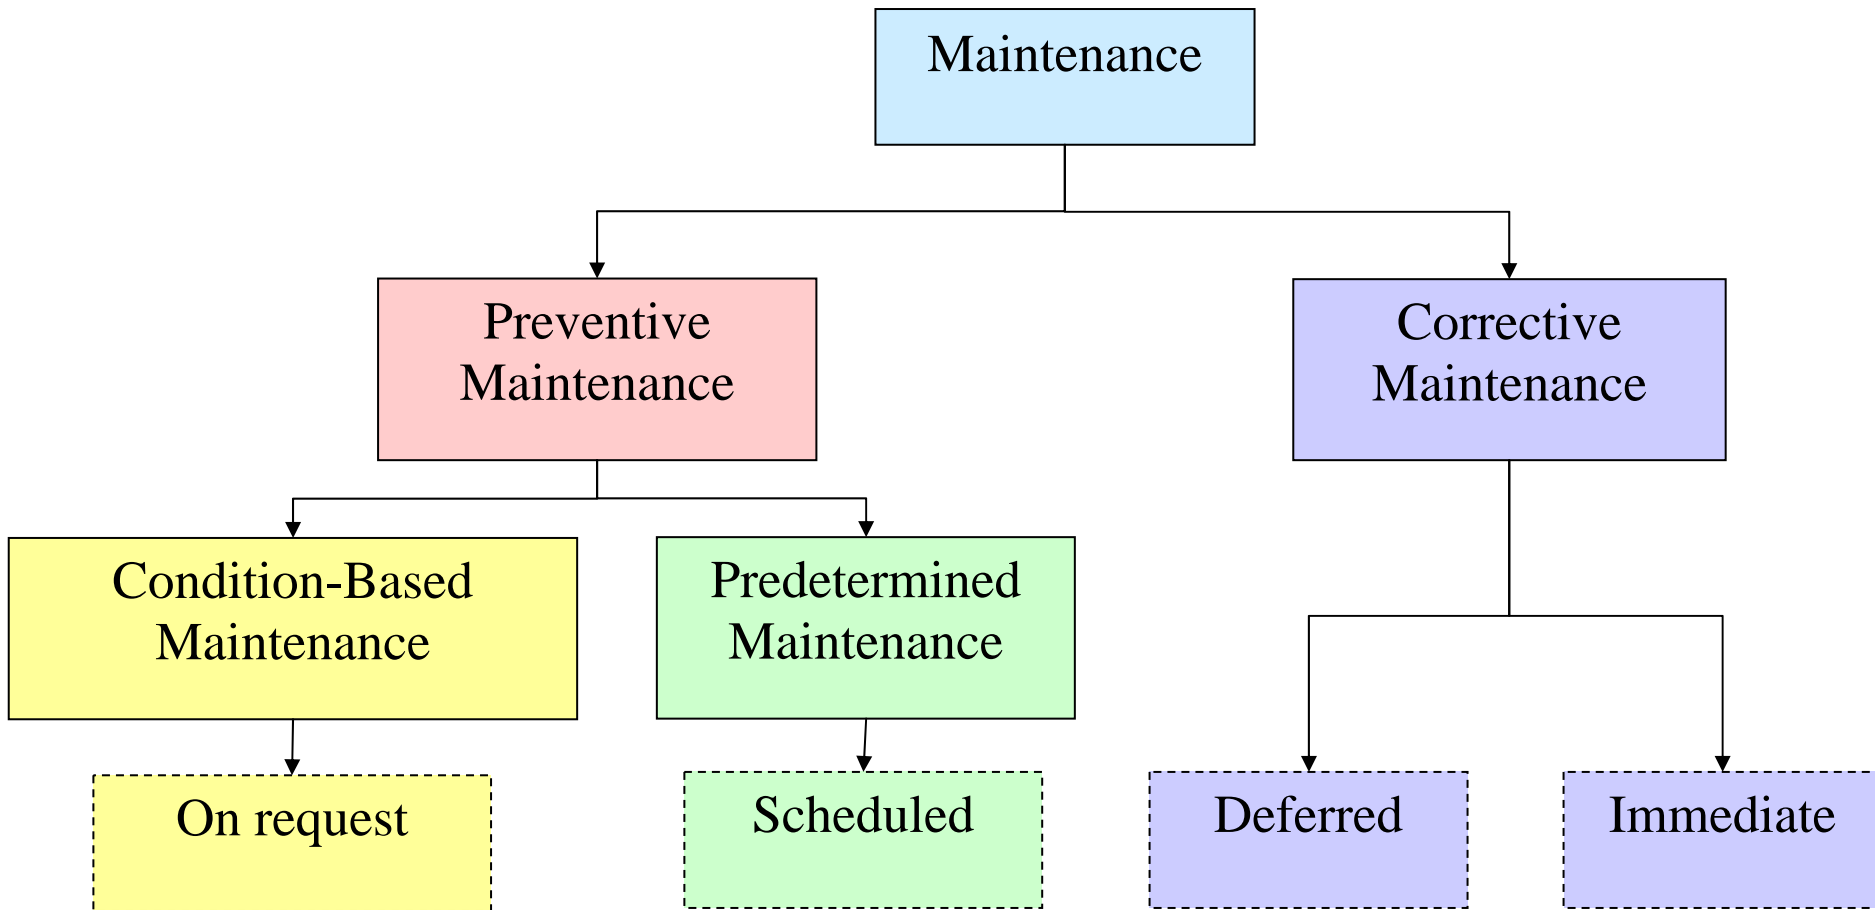 Maintenance
Preventive
Maintenance
Corrective
Maintenance
Condition-Based
Maintenance
Predetermined
Maintenance
On request
Scheduled
Deferred
Immediate